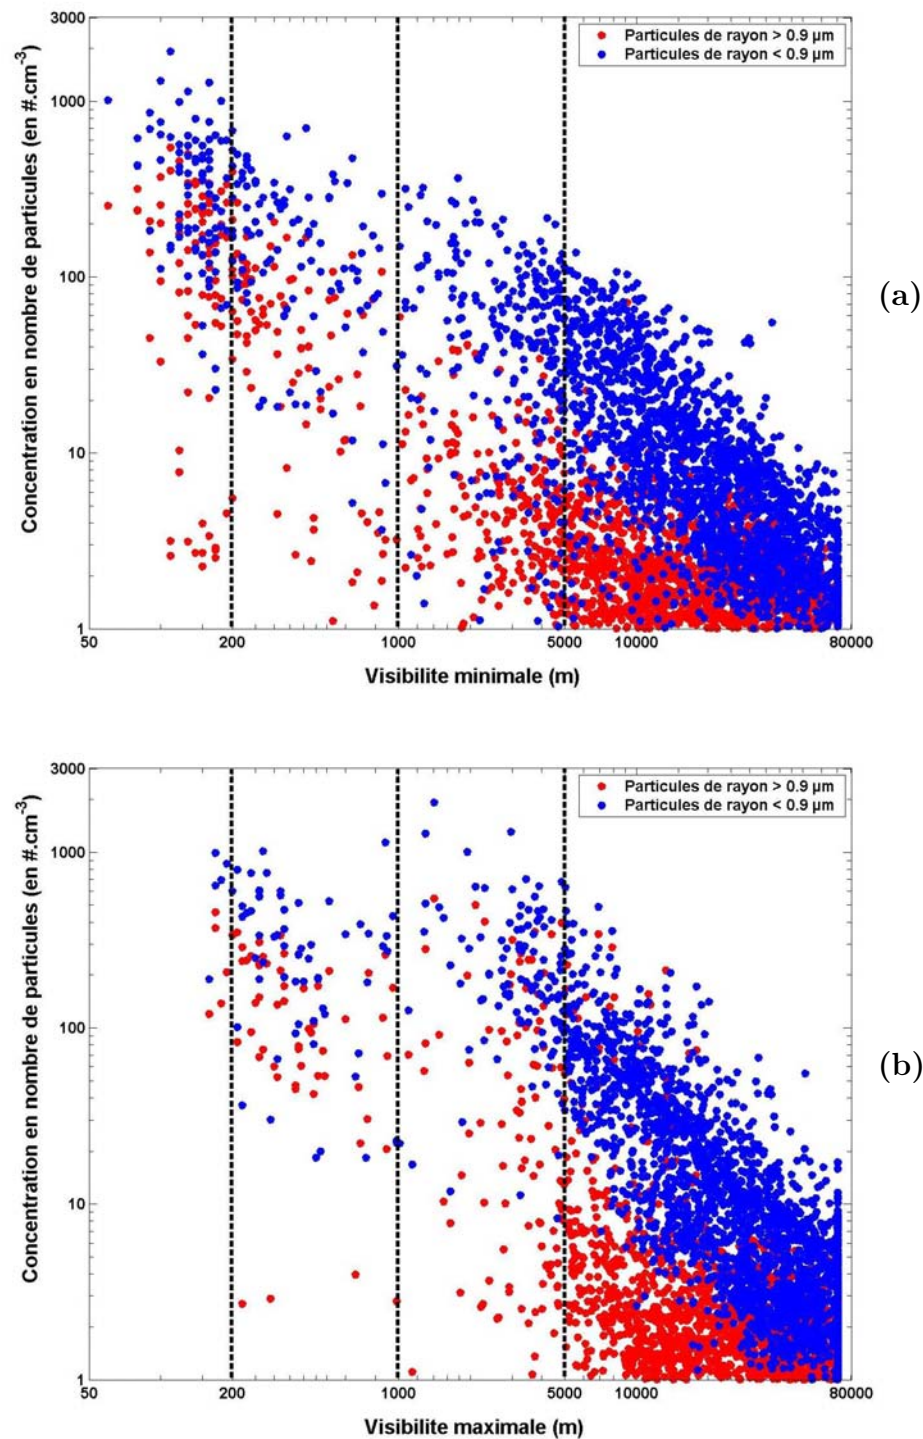 3000
Particules de rayon > 0.9 µm
Particules de rayon < 0.9 µm
1000
100
10
1
Concentration en nombre de particules (en #.cm-3)
(a)
50 200 1000 5000 10000 80000
Visibilite minimale (m)
3000
Particules de rayon > 0.9 µm
Particules de rayon < 0.9 µm
1000
100
10
1
Concentration en nombre de particules (en #.cm-3)
(b)
50 200 1000 5000 10000 80000
Visibilite maximale (m)